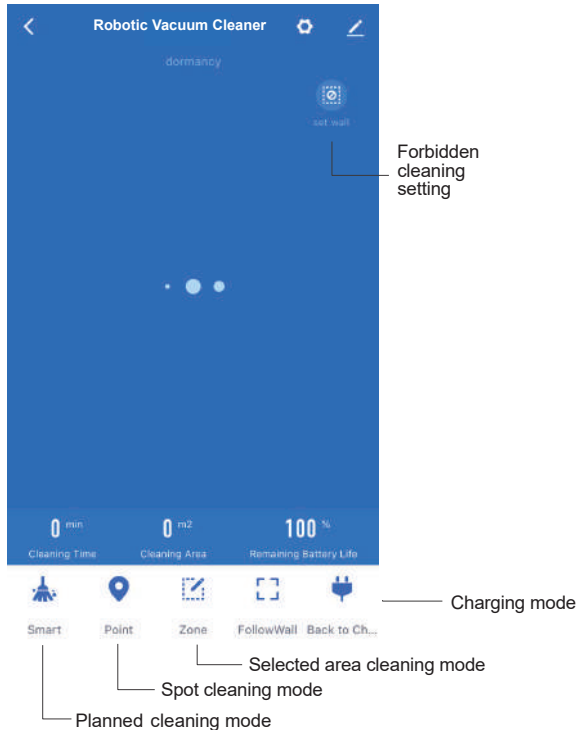 Robotic Vacuum Cleaner
dormancy
set wall
Forbidden
cleaning
setting
0 min
0 m2
100 %
Cleaning Time
Cleaning Area
Remaining Battery Life
Smart
Point
Zone
FollowWall
Back to Ch...
Charging mode
Selected area cleaning mode
Spot cleaning mode
Planned cleaning mode